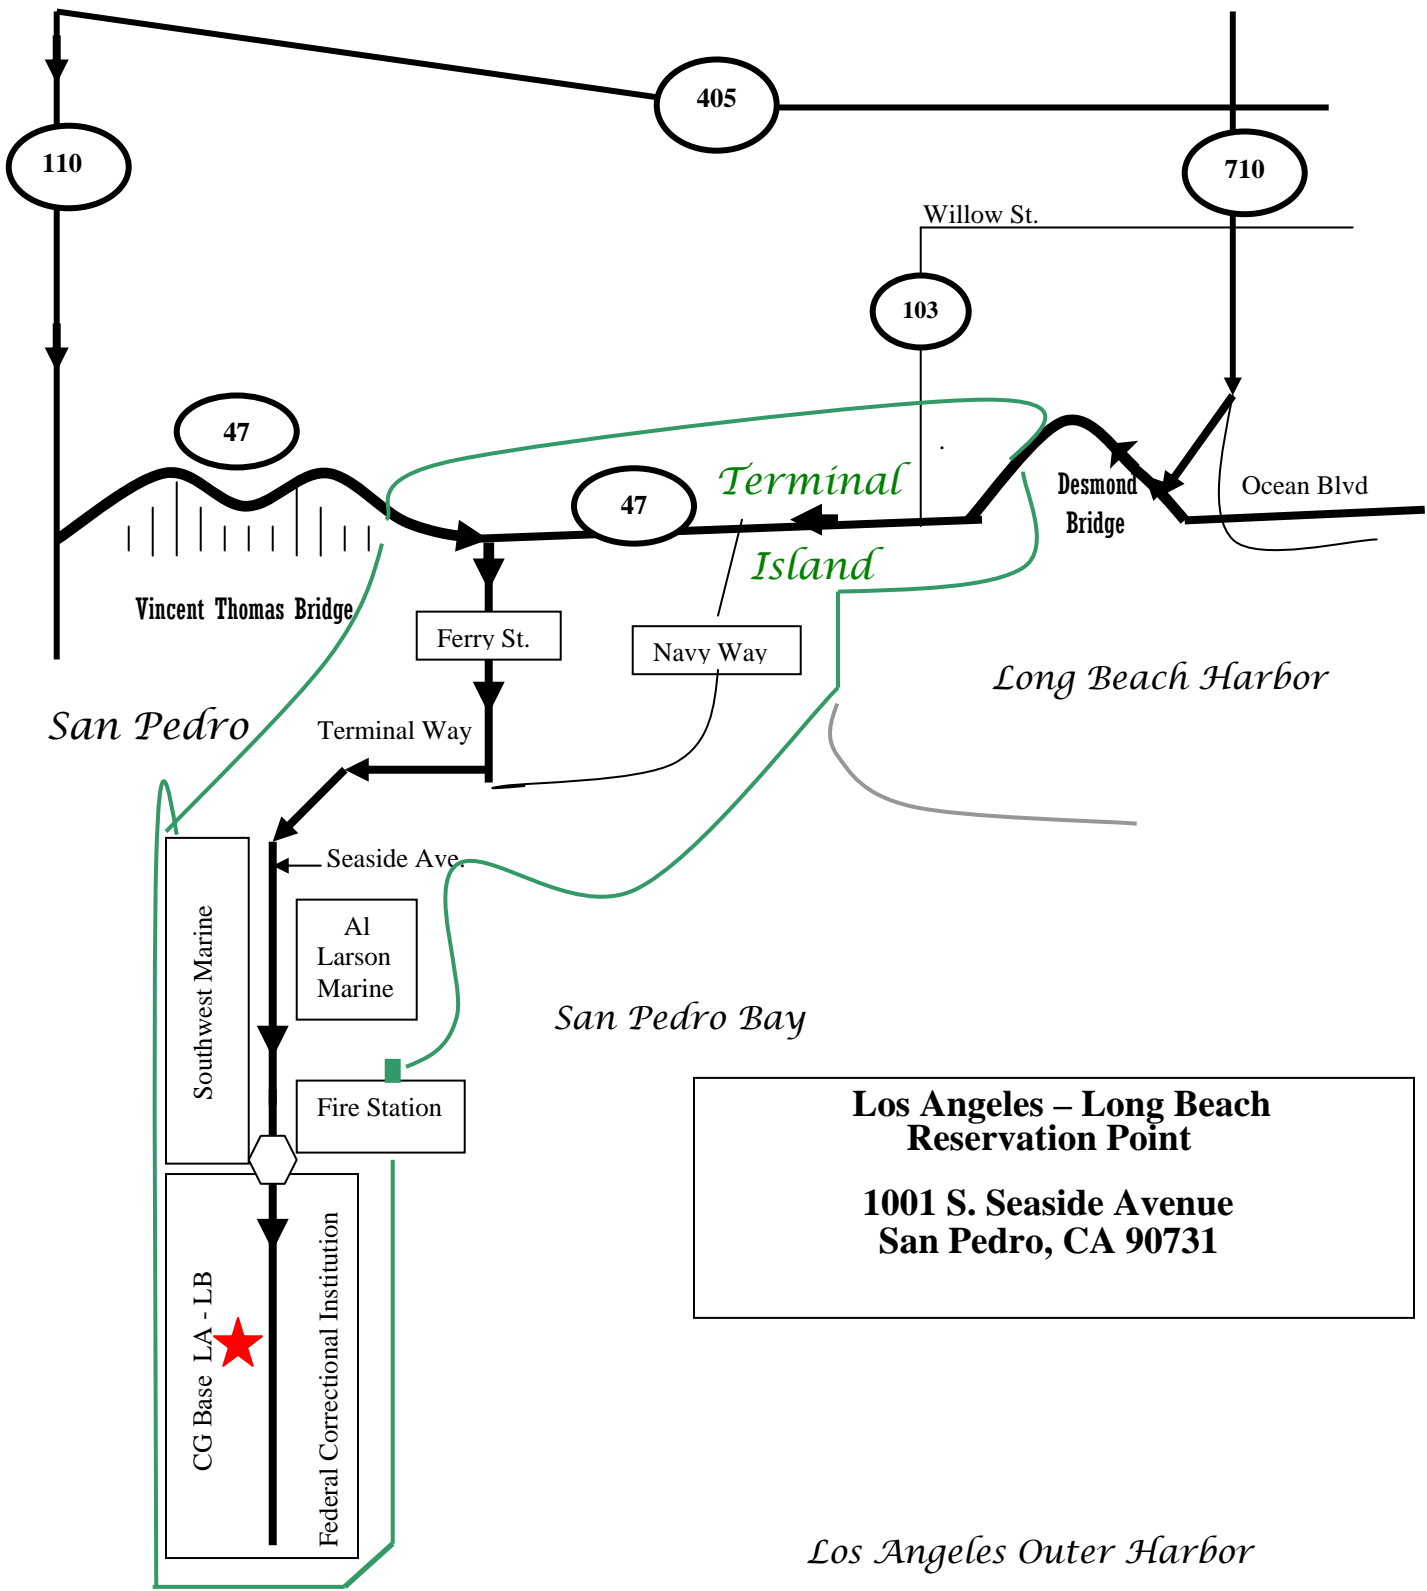 405
110
710
Willow St.
103
47
47
Terminal
Island
Desmond
Bridge
Ocean Blvd
Vincent Thomas Bridge
Ferry St.
Navy Way
Long Beach Harbor
San Pedro
Terminal Way
Seaside Ave.
Southwest Marine
Al
Larson
Marine
San Pedro Bay
Fire Station
Los Angeles – Long Beach
Reservation Point
1001 S. Seaside Avenue
San Pedro, CA 90731
CG Base LA - LB
Federal Correctional Institution
Los Angeles Outer Harbor